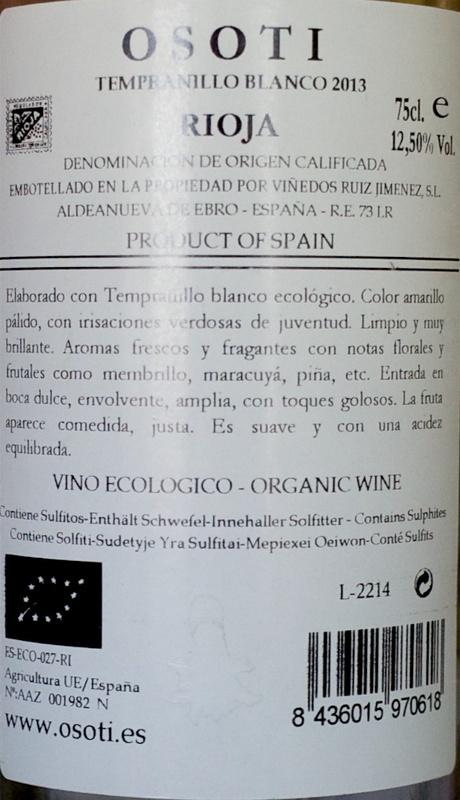 OSOTI
TEMPRANILLO BLANCO 2013
RIOJA
75cl. e
12,50% Vol.
DENOMINACION DE ORIGEN CALIFICADA
EMBOTELLADO EN LA PROPIEDAD POR VIÑEDOS RUIZ JIMENEZ, S.L.
ALDEANUEVA DE EBRO - ESPAÑA - R.E. 73 LR
PRODUCT OF SPAIN
Elaborado con Tempranillo blanco ecológico. Color amarillo
pálido, con irisaciones verdosas de juventud. Limpio y muy
brillante. Aromas frescos y fragantes con notas florales y
frutales como membrillo, maracuyá, piña, etc. Entrada en
boca dulce, envolvente, amplia, con toques golosos. La fruta
aparece comedida, justa. Es suave y con una acidez
equilibrada.
VINO ECOLOGICO - ORGANIC WINE
Contiene Sulfitos-Enthält Schwefel-Innehaller Solfitter - Contains Sulphites
Contiene Solfiti-Sudetyje Yra Sulfitai-Mepiexei Oeiwon-Conté Sulfits
L-2214
ES-ECO-027-RI
Agricultura UE/España
Nº:AAZ 001982 N
www.osoti.es
8 436015 970618